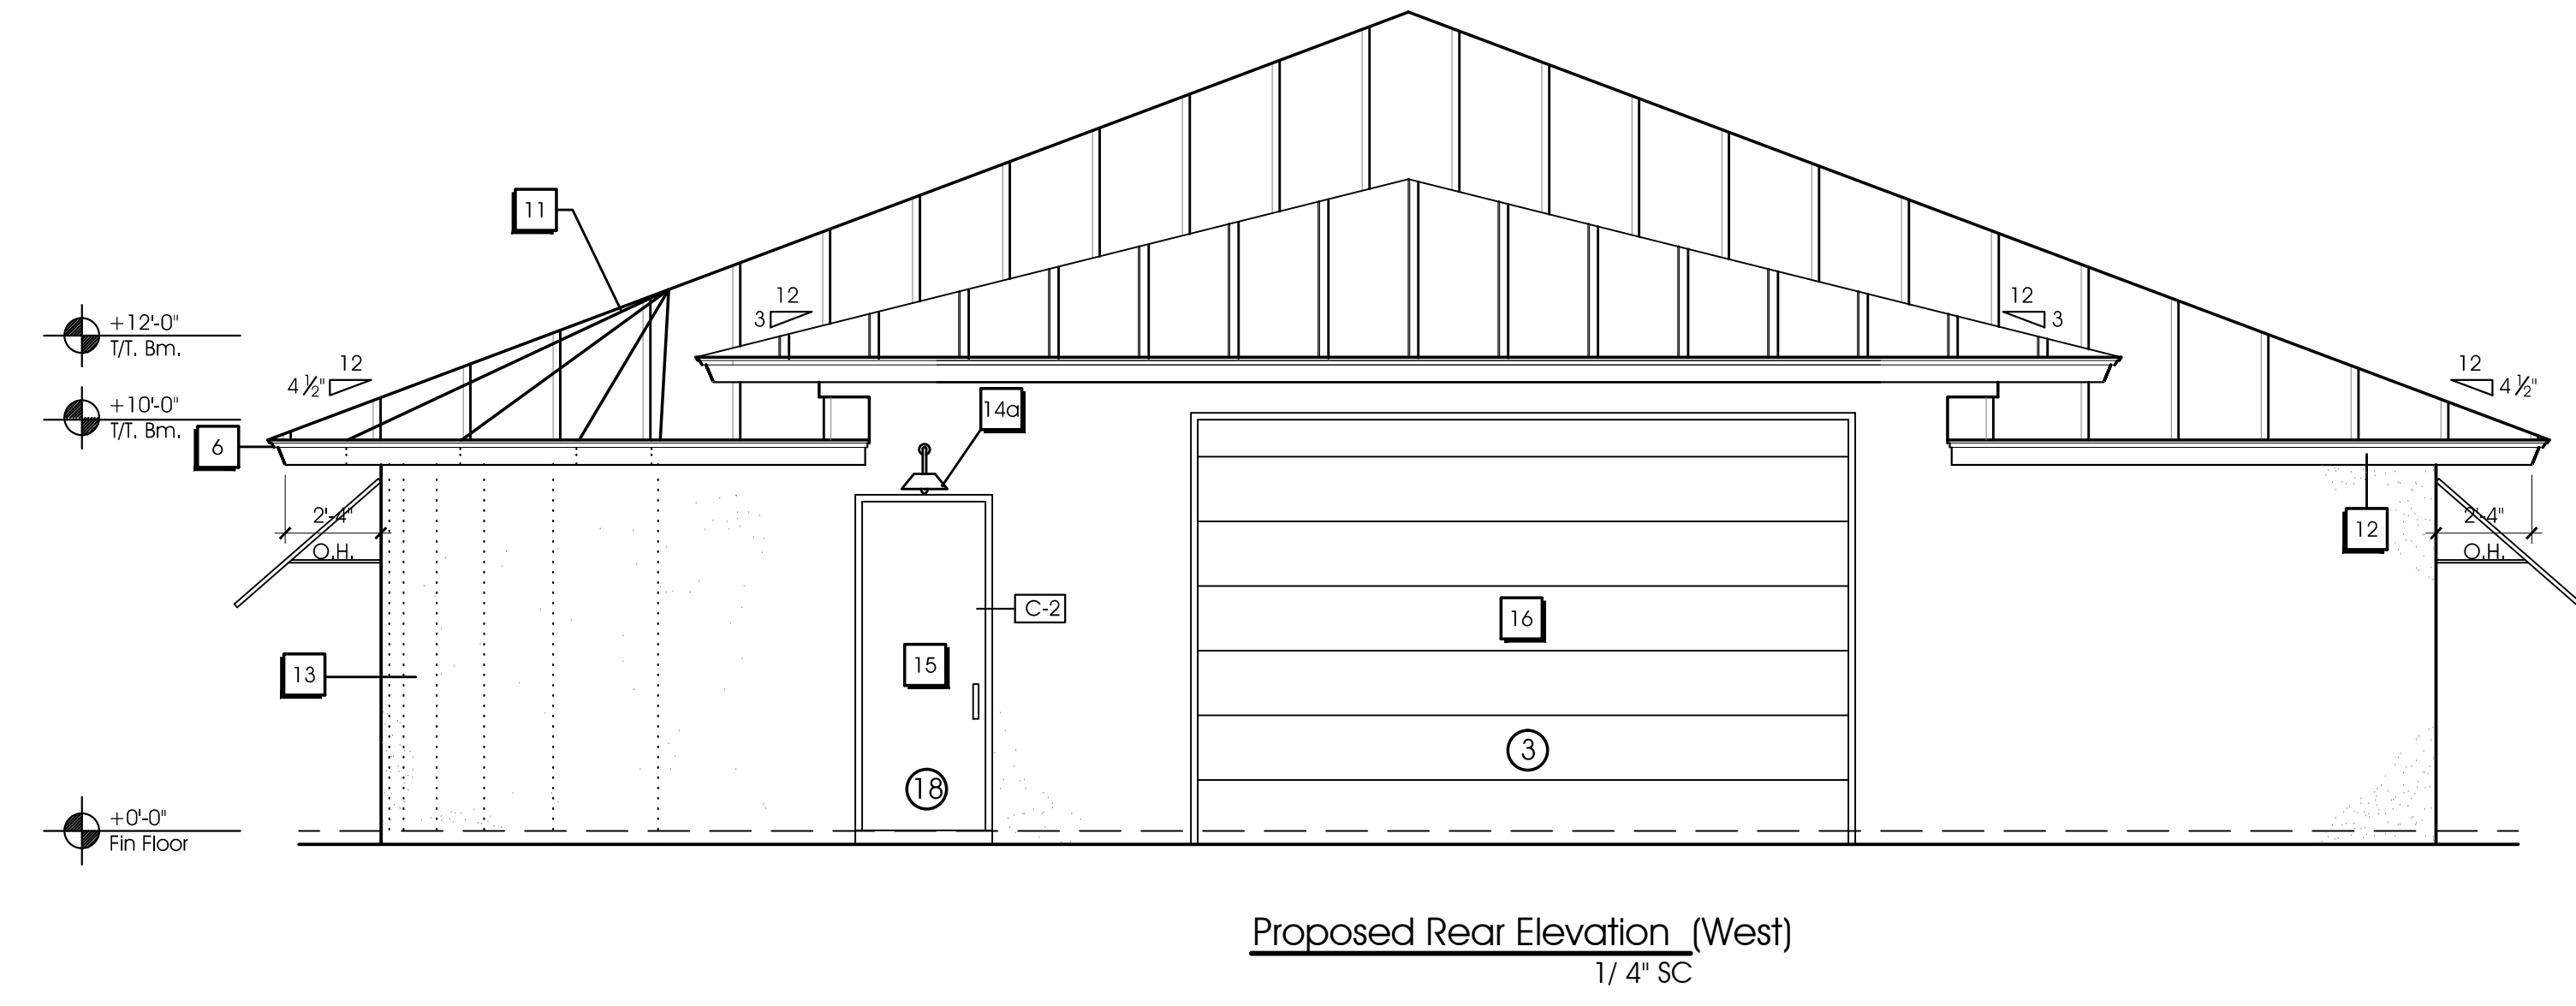 11
+12'-0"
T/T. Bm.
12
3
12
3
12
4 ½"
12
4 ½"
+10'-0"
T/T. Bm.
6
14a
2'-4"
O.H.
12
2'-4"
O.H.
C-2
16
15
13
3
18
+0'-0"
Fin Floor
Proposed Rear Elevation (West)
1/ 4" SC